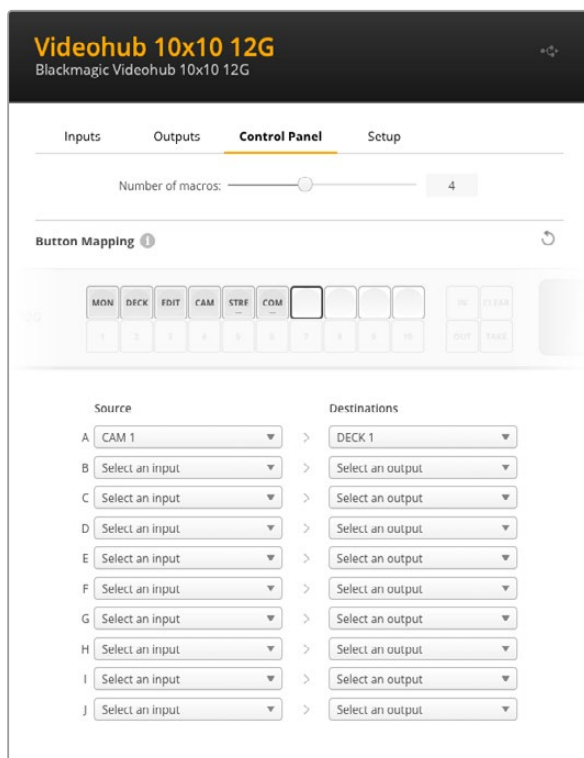 Videohub 10x10 12G
Blackmagic Videohub 10x10 12G
Inputs Outputs Control Panel Setup
Number of macros: 4
Button Mapping
MON DECK EDIT CAM STRE COM
1 2 3 4 5 6 7 8 9 10
IN CLEAR
OUT TAKE
Source Destinations
A CAM 1 > DECK 1
B Select an input > Select an output
C Select an input > Select an output
D Select an input > Select an output
E Select an input > Select an output
F Select an input > Select an output
G Select an input > Select an output
H Select an input > Select an output
I Select an input > Select an output
J Select an input > Select an output